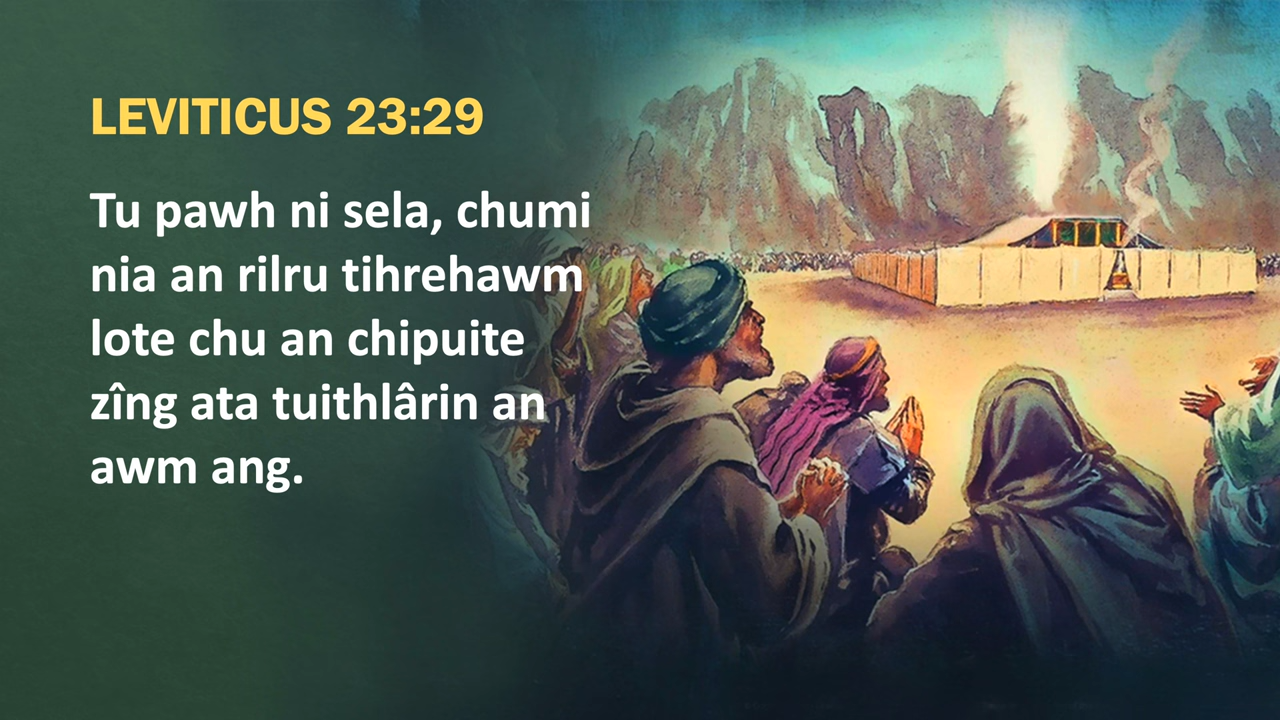 LEVITICUS 23:29
Tu pawh ni sela, chumi
nia an rilru tihrehawm
lote chu an chipuite
zîng ata tuithlârin an
awm ang.